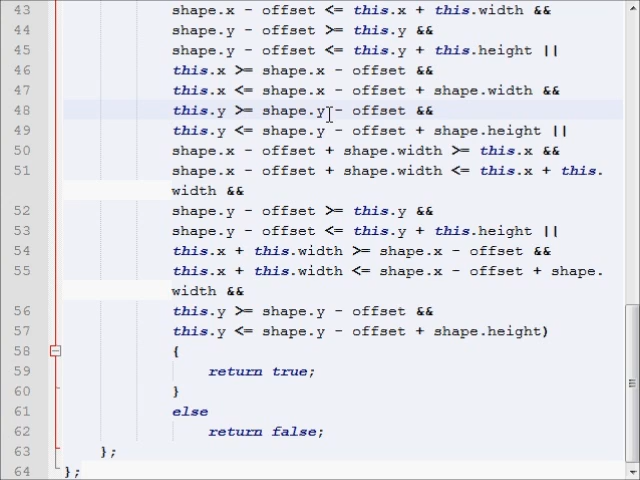 43 shape.x - offset <= this.x + this.width &&
44 shape.y - offset >= this.y &&
45 shape.y - offset <= this.y + this.height ||
46 this.x >= shape.x - offset &&
47 this.x <= shape.x - offset + shape.width &&
48 this.y >= shape.y - offset &&
49 this.y <= shape.y - offset + shape.height ||
50 shape.x - offset + shape.width >= this.x &&
51 shape.x - offset + shape.width <= this.x + this.
width &&
52 shape.y - offset >= this.y &&
53 shape.y - offset <= this.y + this.height ||
54 this.x + this.width >= shape.x - offset &&
55 this.x + this.width <= shape.x - offset + shape.
width &&
56 this.y >= shape.y - offset &&
57 this.y <= shape.y - offset + shape.height)
58 {
59 return true;
60 }
61 else
62 return false;
63 };
64 };